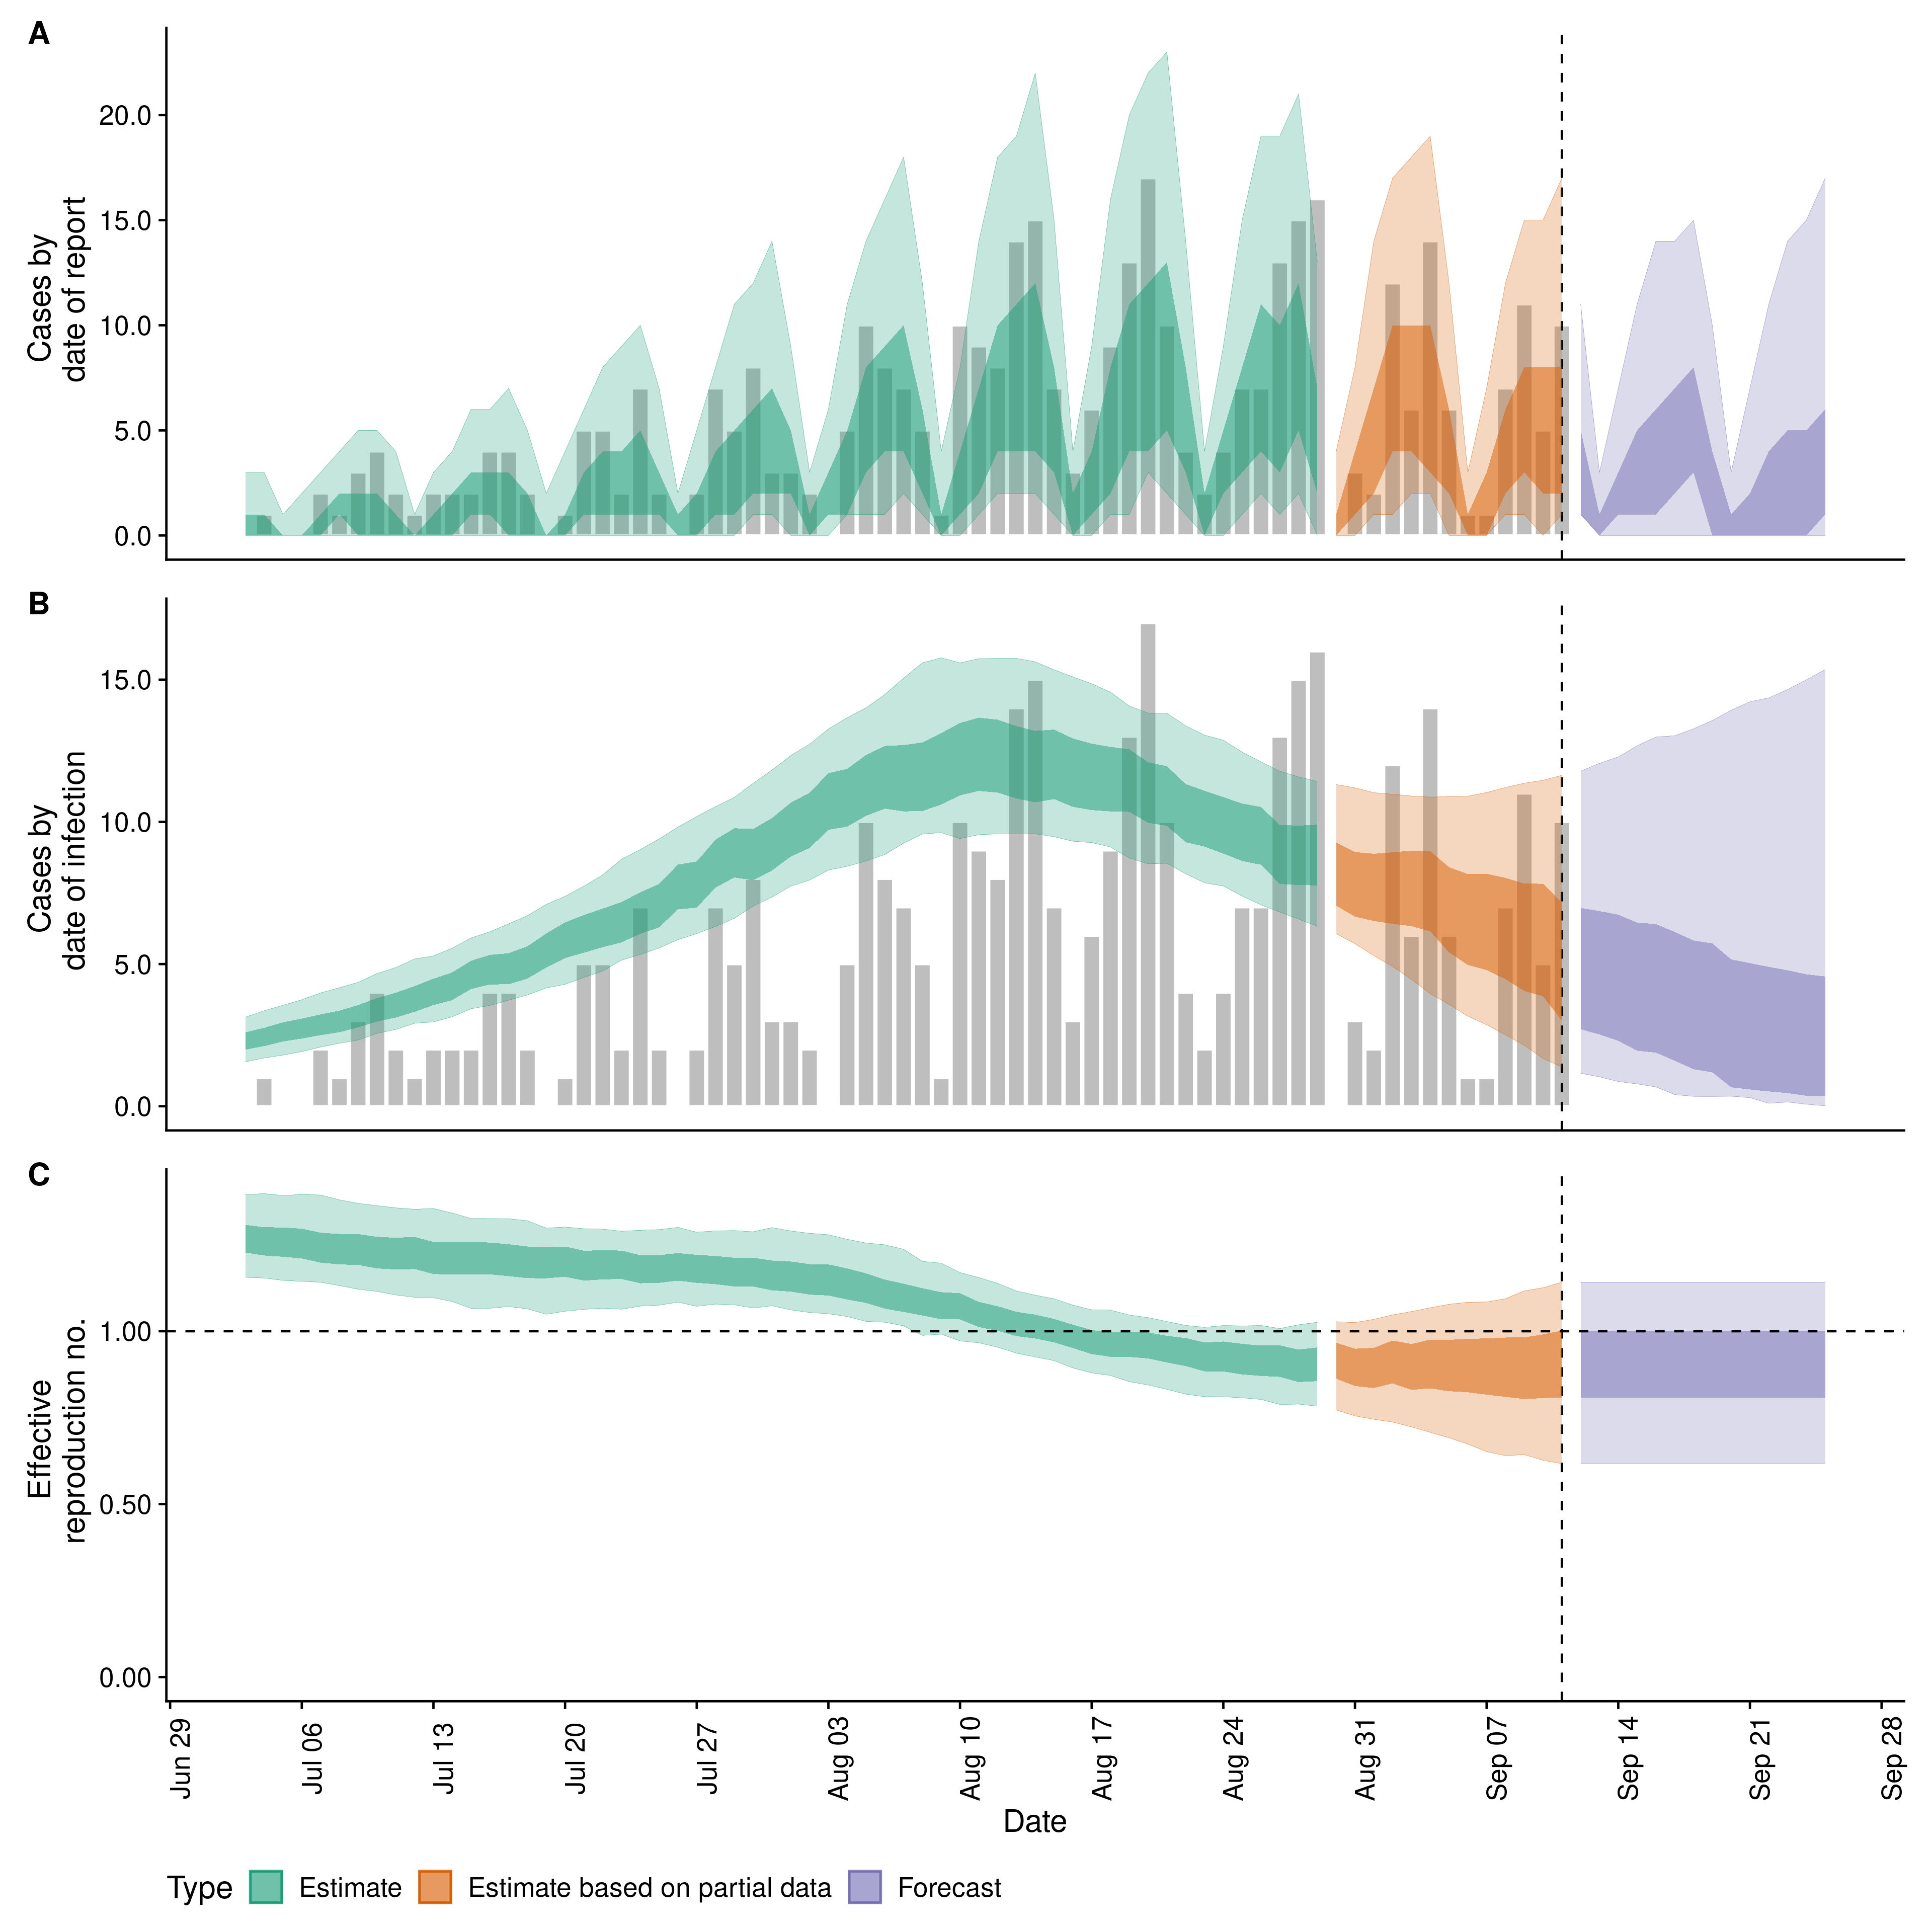 A
Cases by
date of report
20.0
15.0
10.0
5.0
0.0
B
Cases by
date of infection
15.0
10.0
5.0
0.0
C
Effective
reproduction no.
1.00
0.50
0.00
Jun 29
Jul 06
Jul 13
Jul 20
Jul 27
Aug 03
Aug 10
Aug 17
Aug 24
Aug 31
Sep 07
Sep 14
Sep 21
Sep 28
Date
Type Estimate Estimate based on partial data Forecast